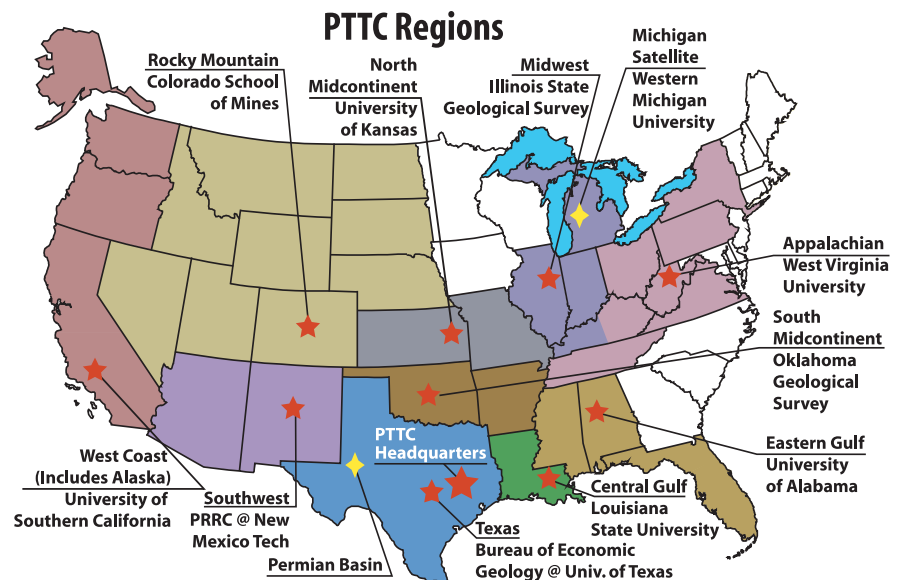 PTTC Regions
Rocky Mountain
Colorado School
of Mines
North
Midcontinent
University
of Kansas
Midwest
Illinois State
Geological Survey
Michigan
Satellite
Western
Michigan
University
Appalachian
West Virginia
University
South
Midcontinent
Oklahoma
Geological
Survey
Eastern Gulf
University
of Alabama
Central Gulf
Louisiana
State University
PTTC
Headquarters
Texas
Bureau of Economic
Geology @ Univ. of Texas
Permian Basin
Southwest
PRRC @ New
Mexico Tech
West Coast
(Includes Alaska)
University of
Southern California